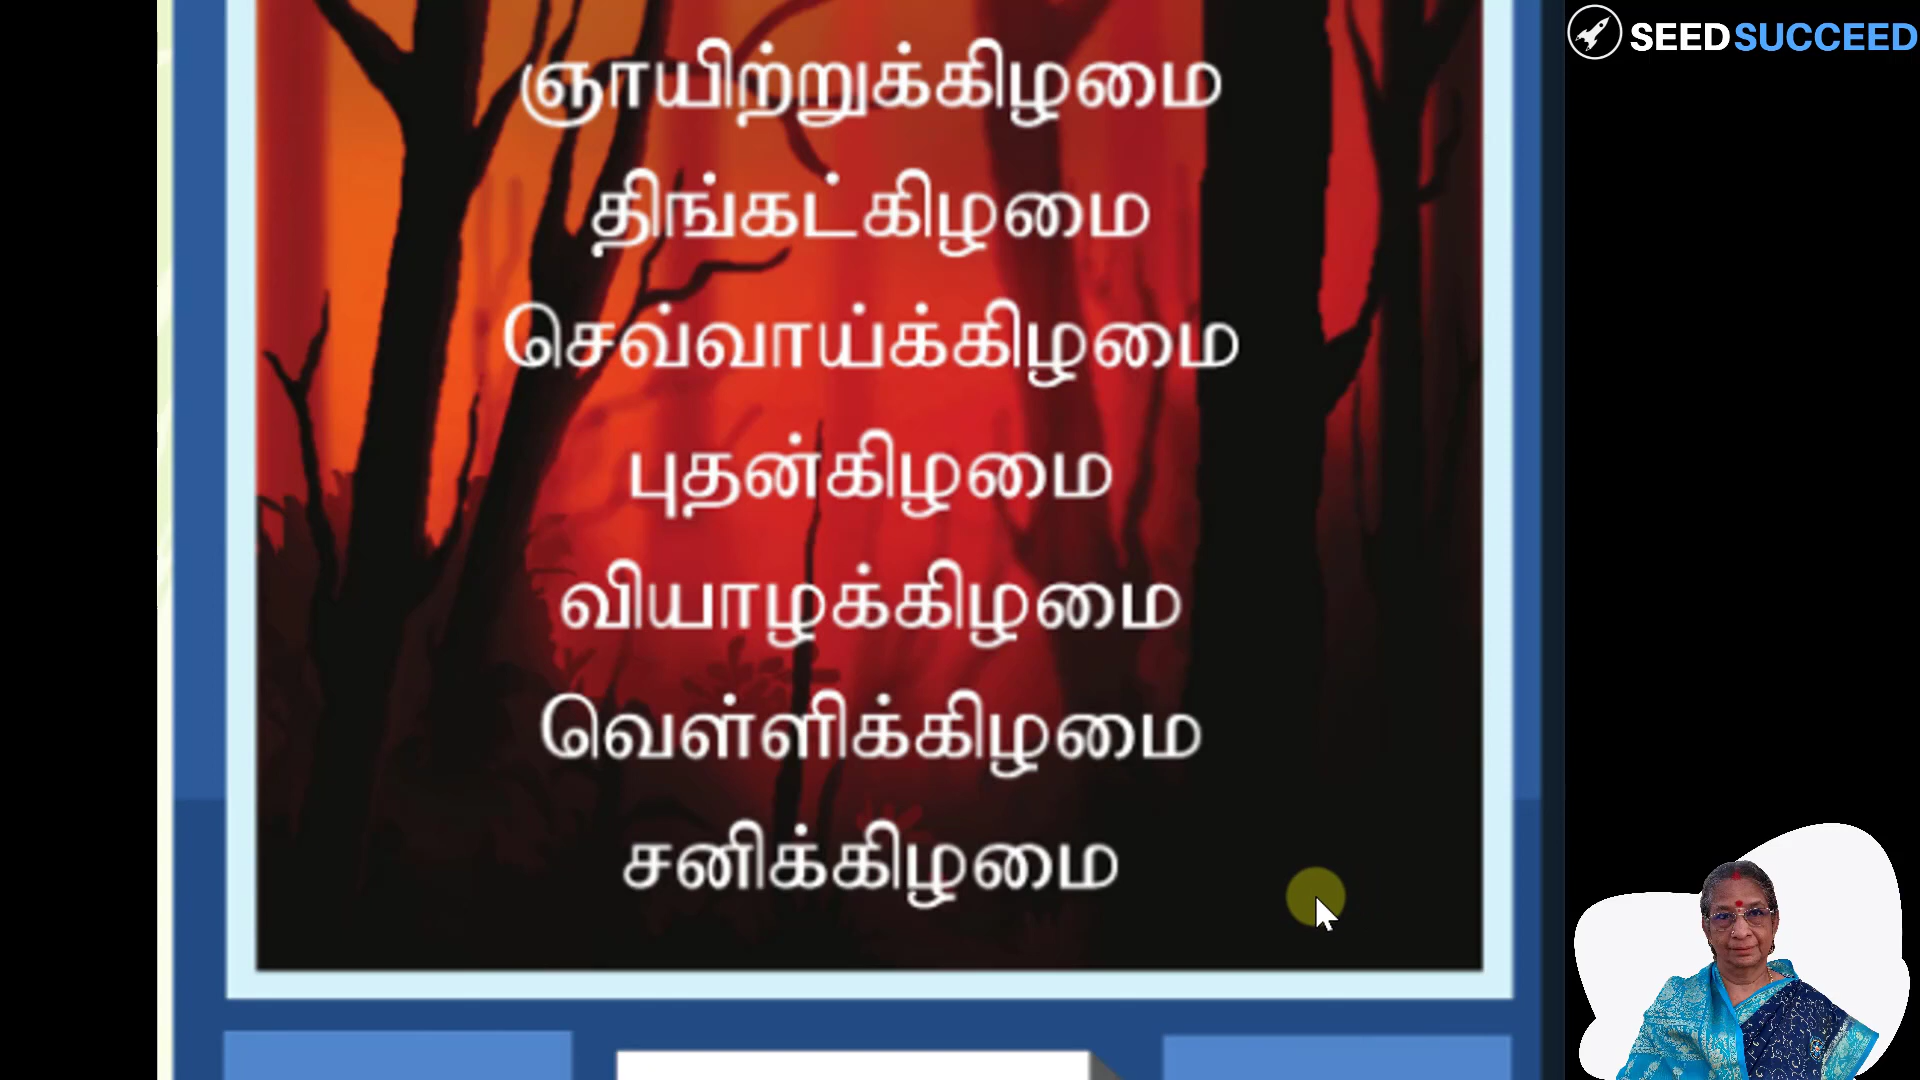 SEEDSUCCEED
ஞாயிற்றுக்கிழமை
திங்கட்கிழமை
செவ்வாய்க்கிழமை
புதன்கிழமை
வியாழக்கிழமை
வெள்ளிக்கிழமை
சனிக்கிழமை